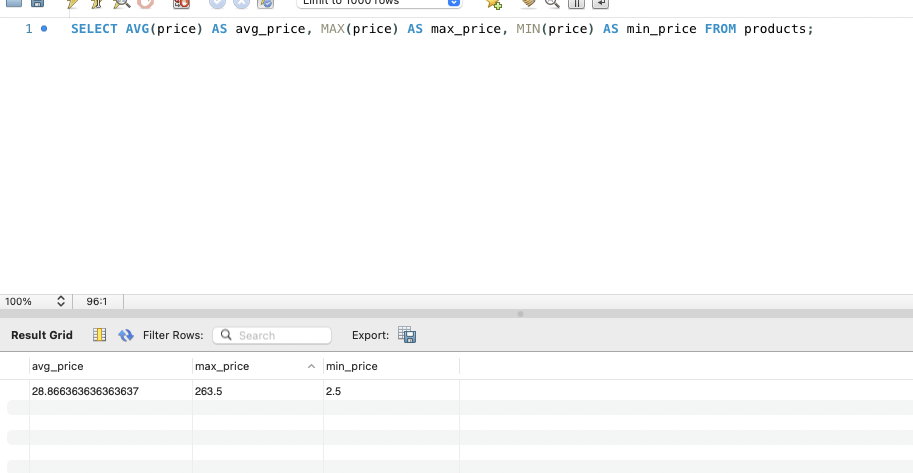 Limit to 1000 rows
1 SELECT AVG(price) AS avg_price, MAX(price) AS max_price, MIN(price) AS min_price FROM products;
100% 96:1
Result Grid Filter Rows: Search Export:
avg_price max_price min_price
28.866363636363637 263.5 2.5